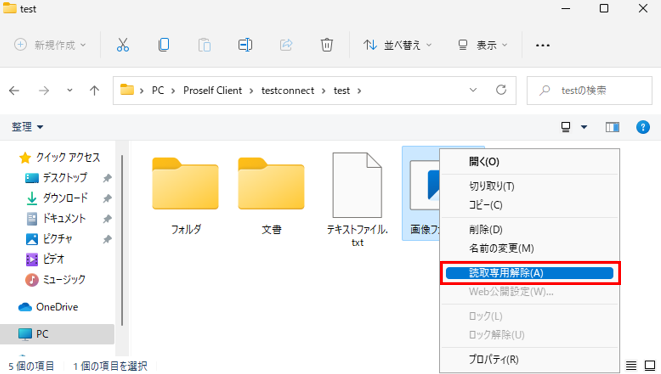 test
新規作成
並べ替え
表示
PC > Proself Client > testconnect > test >
testの検索
整理
クイック アクセス
デスクトップ
ダウンロード
ドキュメント
ピクチャ
ビデオ
ミュージック
OneDrive
PC
フォルダ
文書
テキストファイル.
txt
画像フ
開く(O)
切り取り(T)
コピー(C)
削除(D)
名前の変更(M)
読取専用解除(A)
Web公開設定(W)...
ロック(L)
ロック解除(U)
プロパティ(R)
5 個の項目
1 個の項目を選択